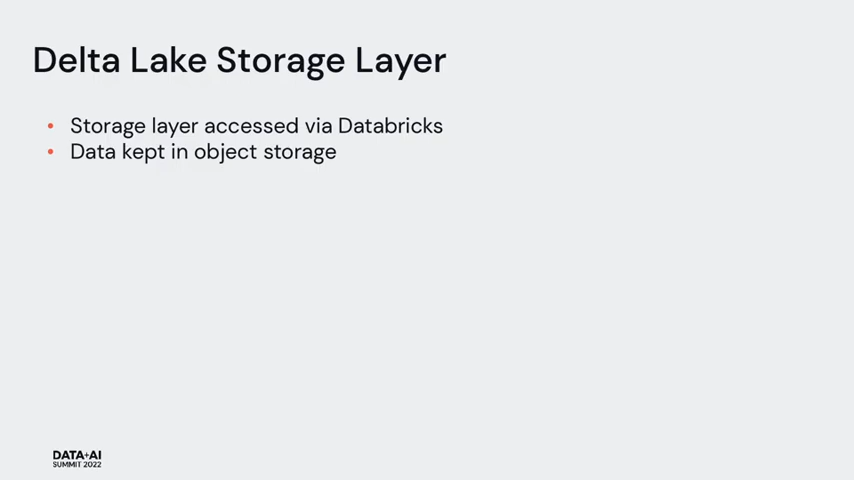 Delta Lake Storage Layer
• Storage layer accessed via Databricks
• Data kept in object storage
DATA+AI
SUMMIT 2022